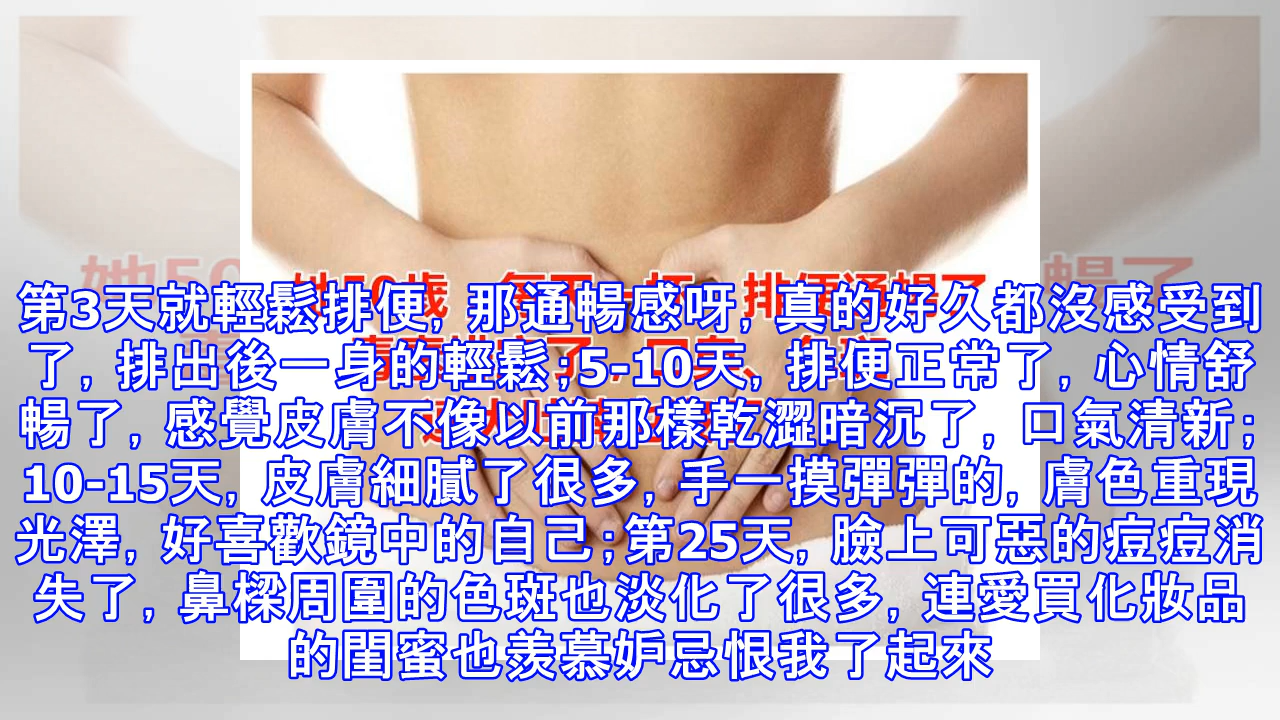 第3天就輕鬆排便, 那通暢感呀, 真的好久都沒感受到
了, 排出後一身的輕鬆;5-10天, 排便正常了, 心情舒
暢了, 感覺皮膚不像以前那樣乾澀暗沉了, 口氣清新;
10-15天, 皮膚細膩了很多, 手一摸彈彈的, 膚色重現
光澤, 好喜歡鏡中的自己;第25天, 臉上可惡的痘痘消
失了, 鼻樑周圍的色斑也淡化了很多, 連愛買化妝品
的閨蜜也羨慕妒忌恨我了起來